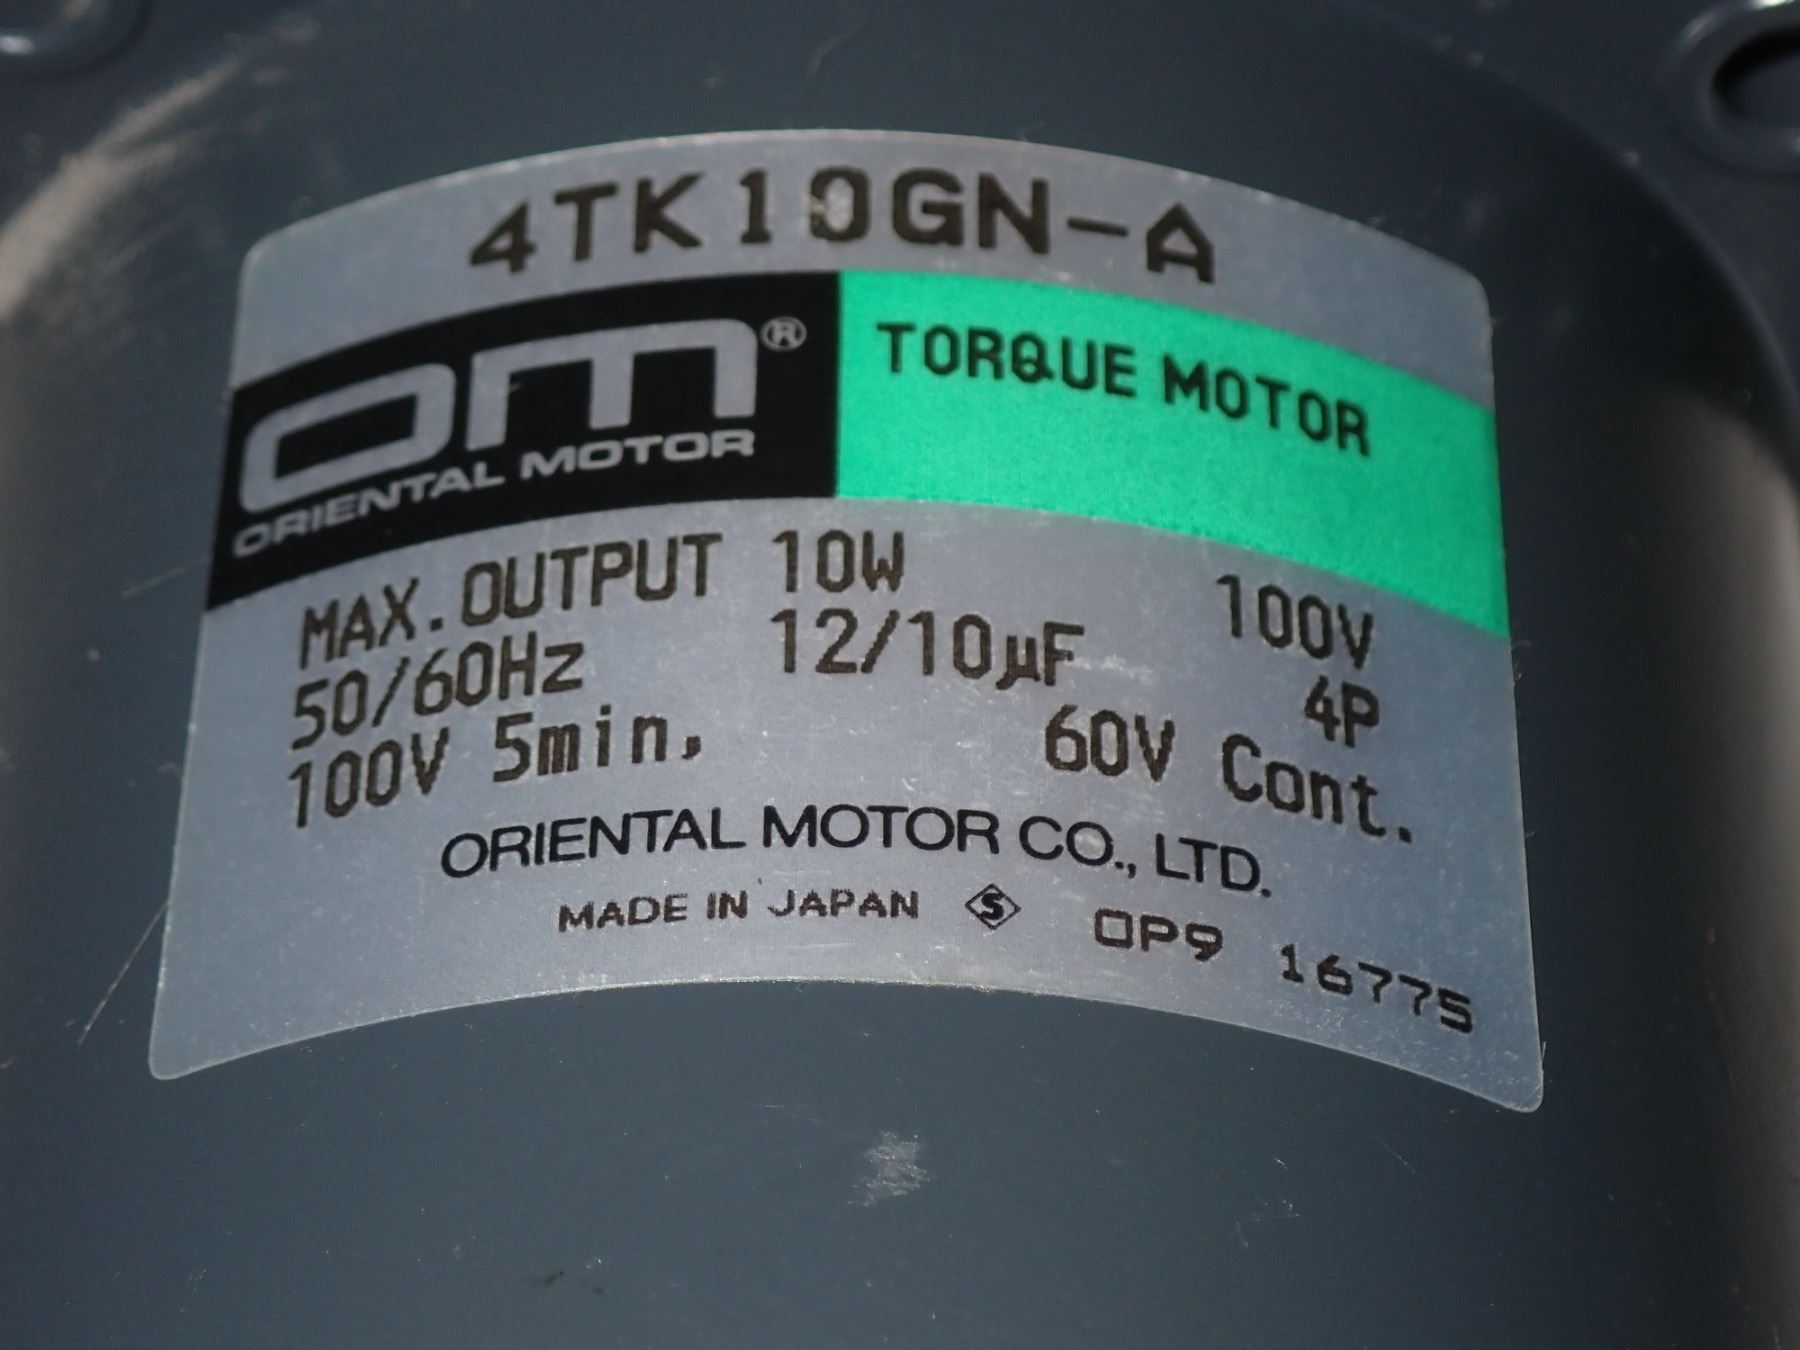 4TK10GN-A
OM®
ORIENTAL MOTOR
TORQUE MOTOR
MAX.OUTPUT 10W 100V
50/60Hz 12/10µF 4P
100V 5min, 60V Cont.
ORIENTAL MOTOR CO., LTD.
MADE IN JAPAN S OP9 16775